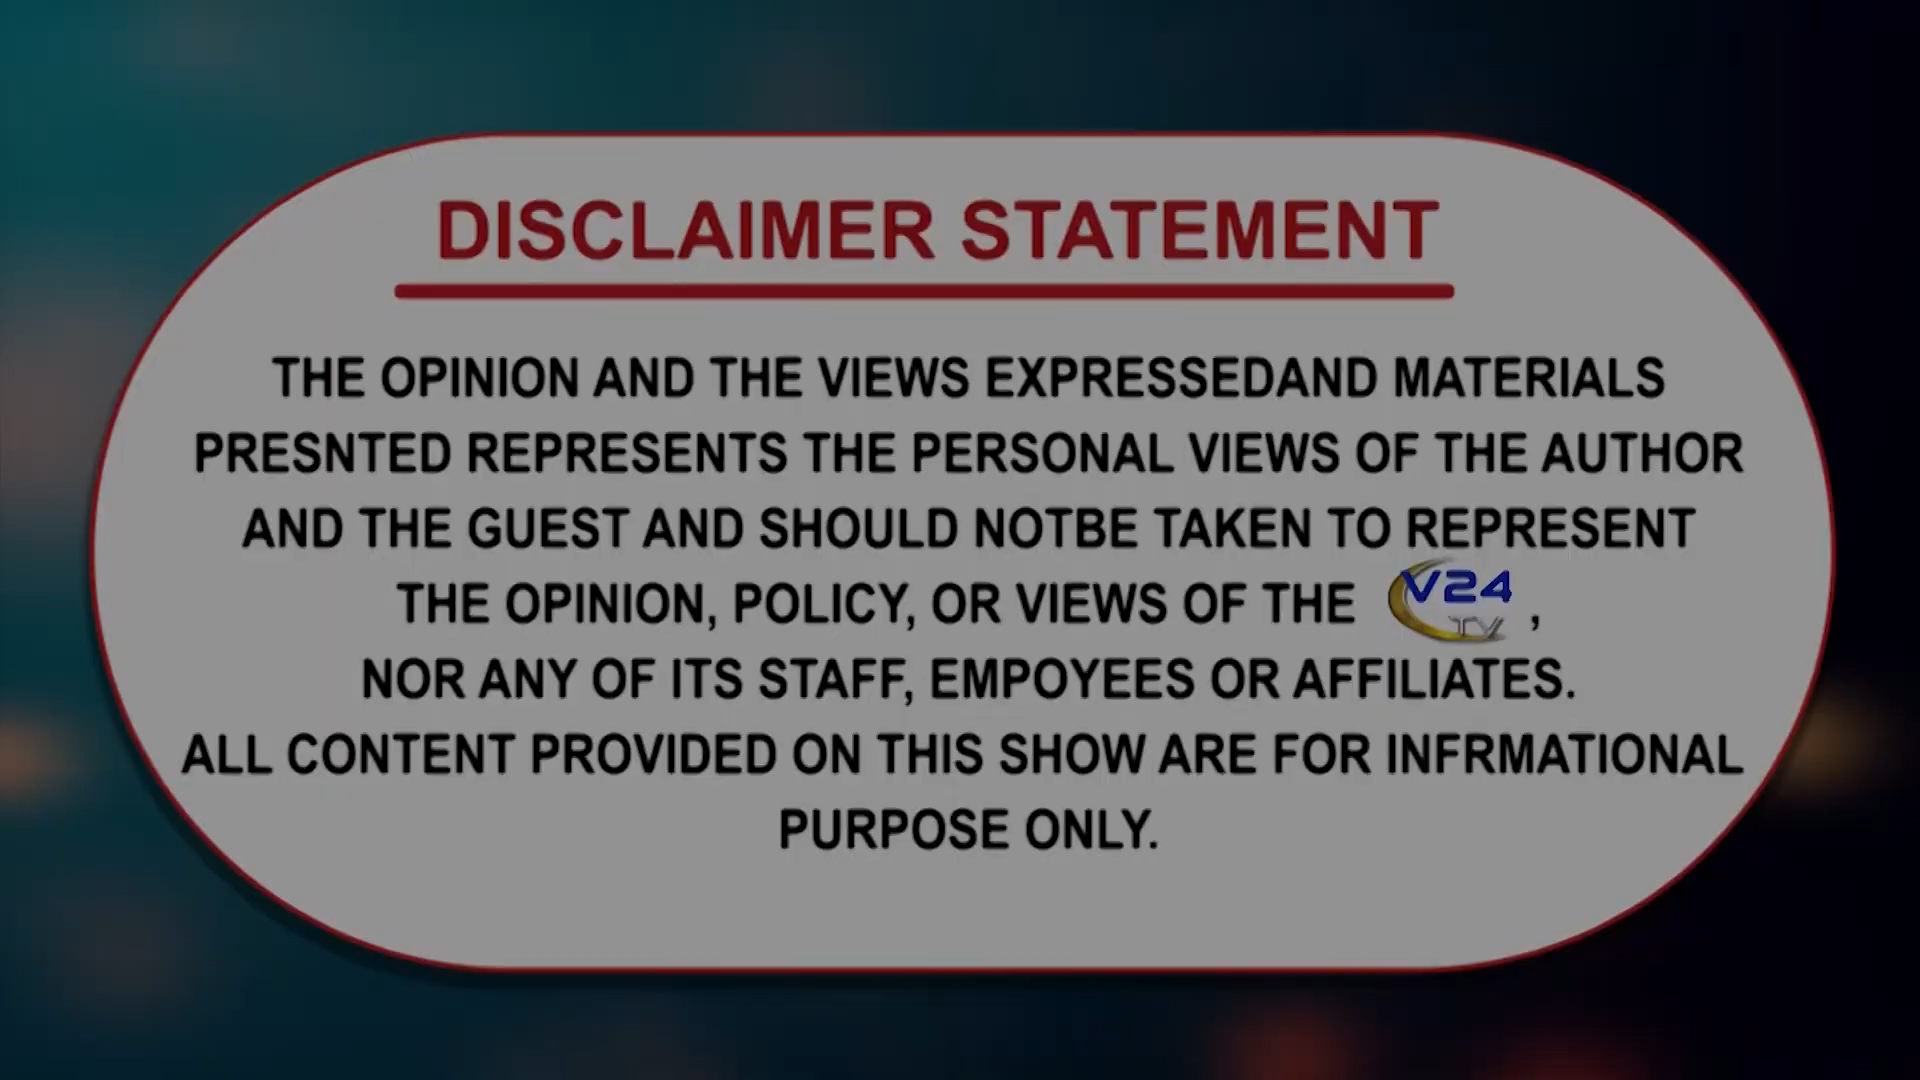 DISCLAIMER STATEMENT
THE OPINION AND THE VIEWS EXPRESSEDAND MATERIALS
PRESNTED REPRESENTS THE PERSONAL VIEWS OF THE AUTHOR
AND THE GUEST AND SHOULD NOTBE TAKEN TO REPRESENT
THE OPINION, POLICY, OR VIEWS OF THE V24 TV ,
NOR ANY OF ITS STAFF, EMPOYEES OR AFFILIATES.
ALL CONTENT PROVIDED ON THIS SHOW ARE FOR INFRMATIONAL
PURPOSE ONLY.